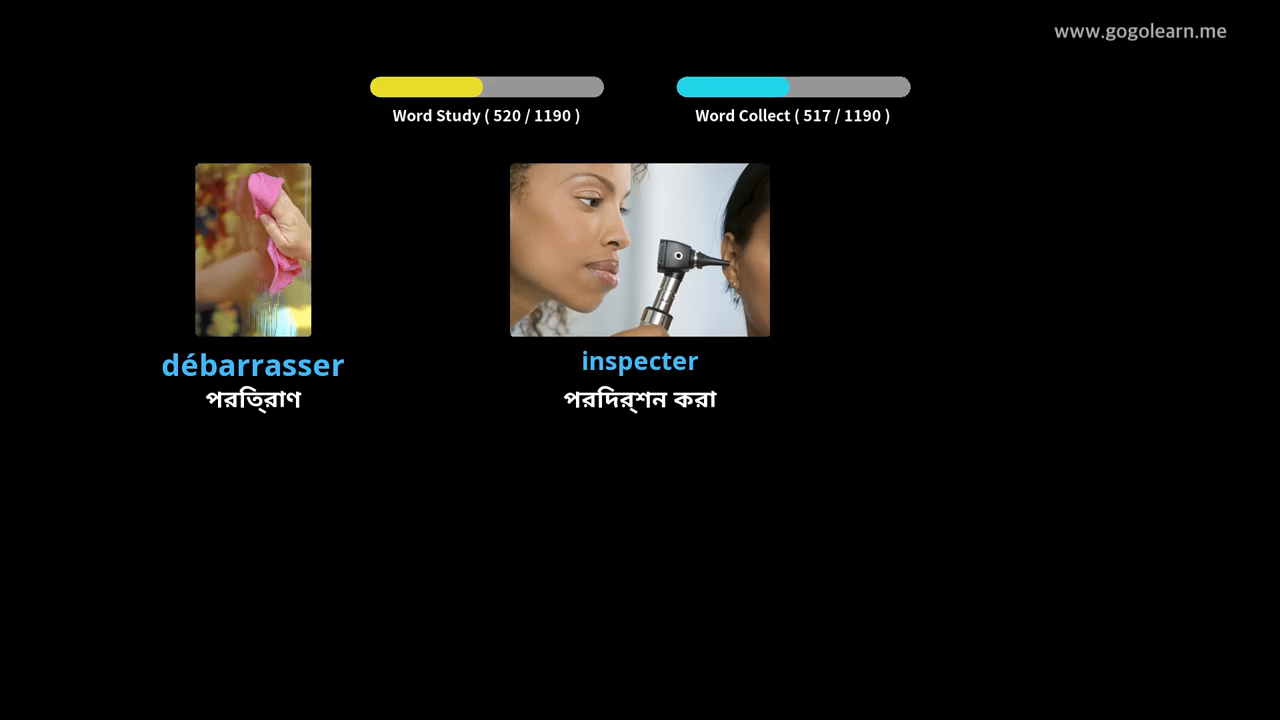 www.gogolearn.me
Word Study ( 520 / 1190 )
Word Collect ( 517 / 1190 )
débarrasser
পরিত্রাণ
inspecter
পরিদর্শন করা